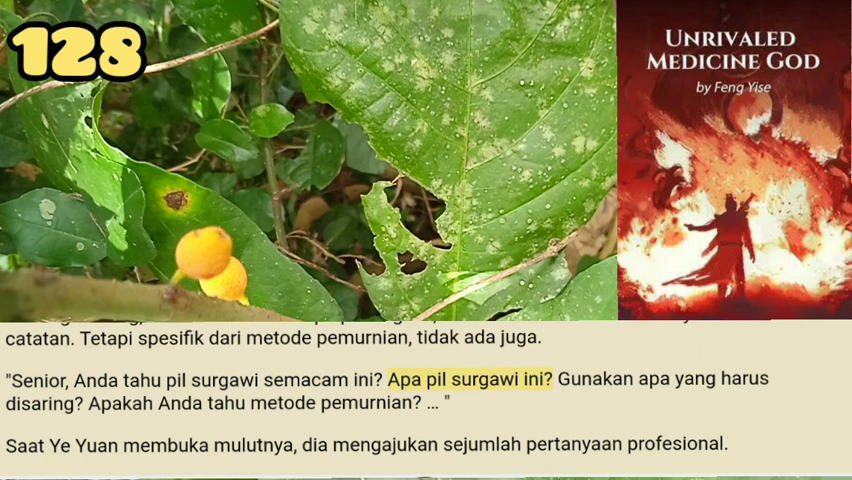 128
UNRIVALED
MEDICINE GOD
by Feng Yise
catatan. Tetapi spesifik dari metode pemurnian, tidak ada juga.
"Senior, Anda tahu pil surgawi semacam ini? Apa pil surgawi ini? Gunakan apa yang harus
disaring? Apakah Anda tahu metode pemurnian? ... "
Saat Ye Yuan membuka mulutnya, dia mengajukan sejumlah pertanyaan profesional.